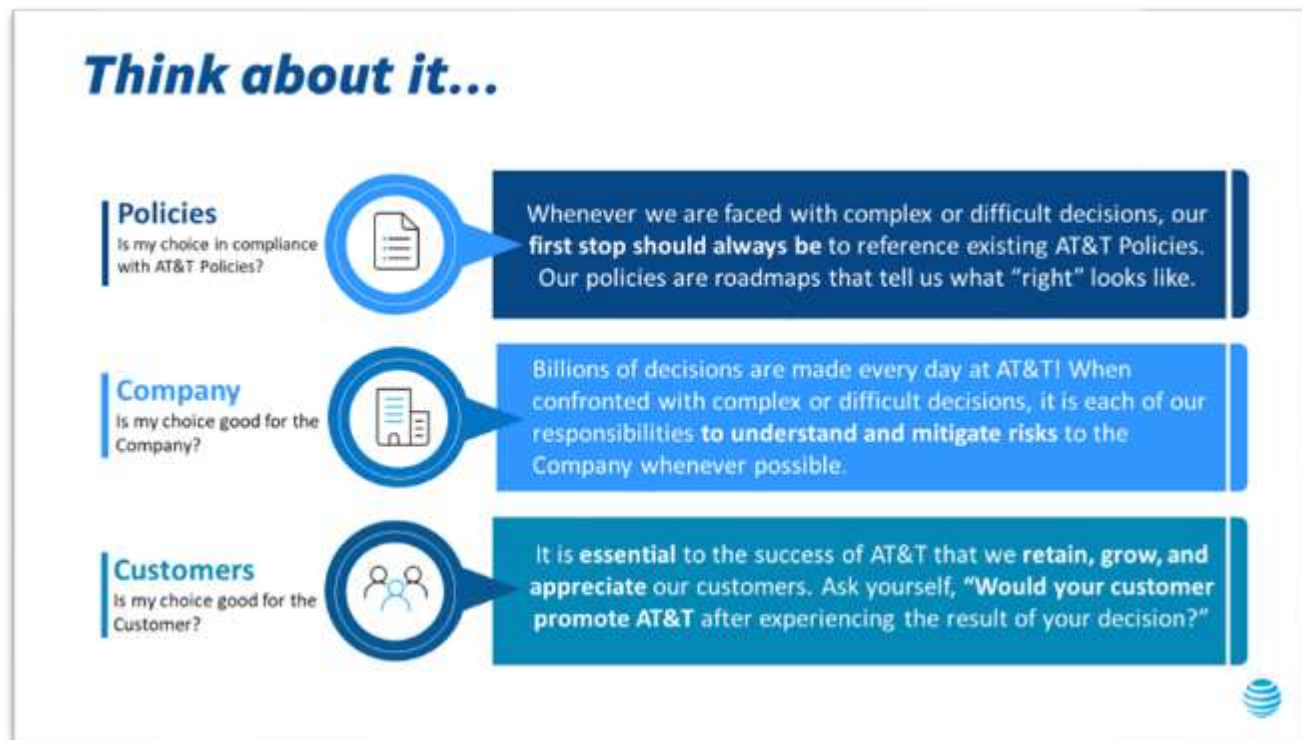 Think about it...
Policies
Is my choice in compliance
with AT&T Policies?
Whenever we are faced with complex or difficult decisions, our
first stop should always be to reference existing AT&T Policies.
Our policies are roadmaps that tell us what “right” looks like.
Company
Is my choice good for the
Company?
Billions of decisions are made every day at AT&T! When
confronted with complex or difficult decisions, it is each of our
responsibilities to understand and mitigate risks to the
Company whenever possible.
Customers
Is my choice good for the
Customer?
It is essential to the success of AT&T that we retain, grow, and
appreciate our customers. Ask yourself, “Would your customer
promote AT&T after experiencing the result of your decision?”